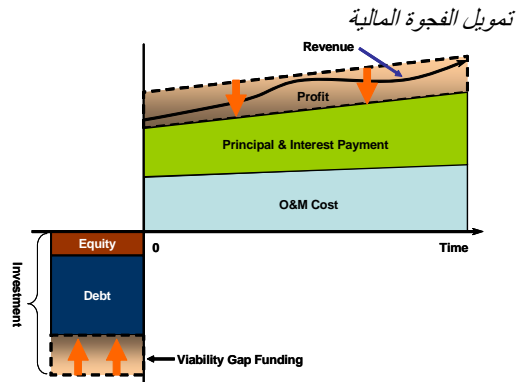 تمويل الفجوة المالية
Revenue
Profit
Principal & Interest Payment
O&M Cost
Equity
0
Time
Investment
Debt
Viability Gap Funding